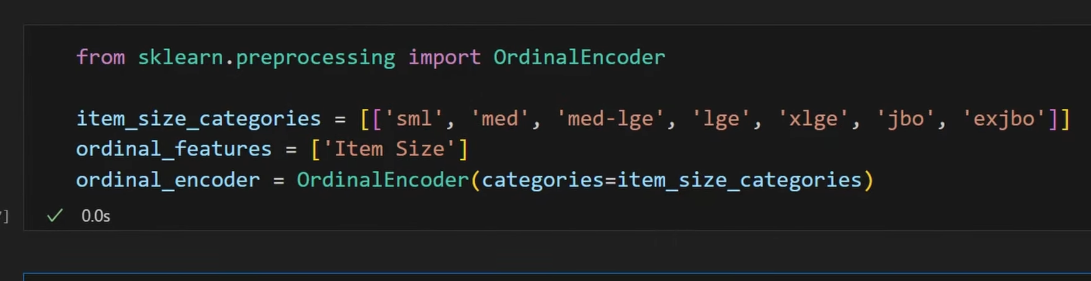 from sklearn.preprocessing import OrdinalEncoder
item_size_categories = [['sml', 'med', 'med-lge', 'lge', 'xlge', 'jbo', 'exjbo']]
ordinal_features = ['Item Size']
ordinal_encoder = OrdinalEncoder(categories=item_size_categories)
] ✓ 0.0s